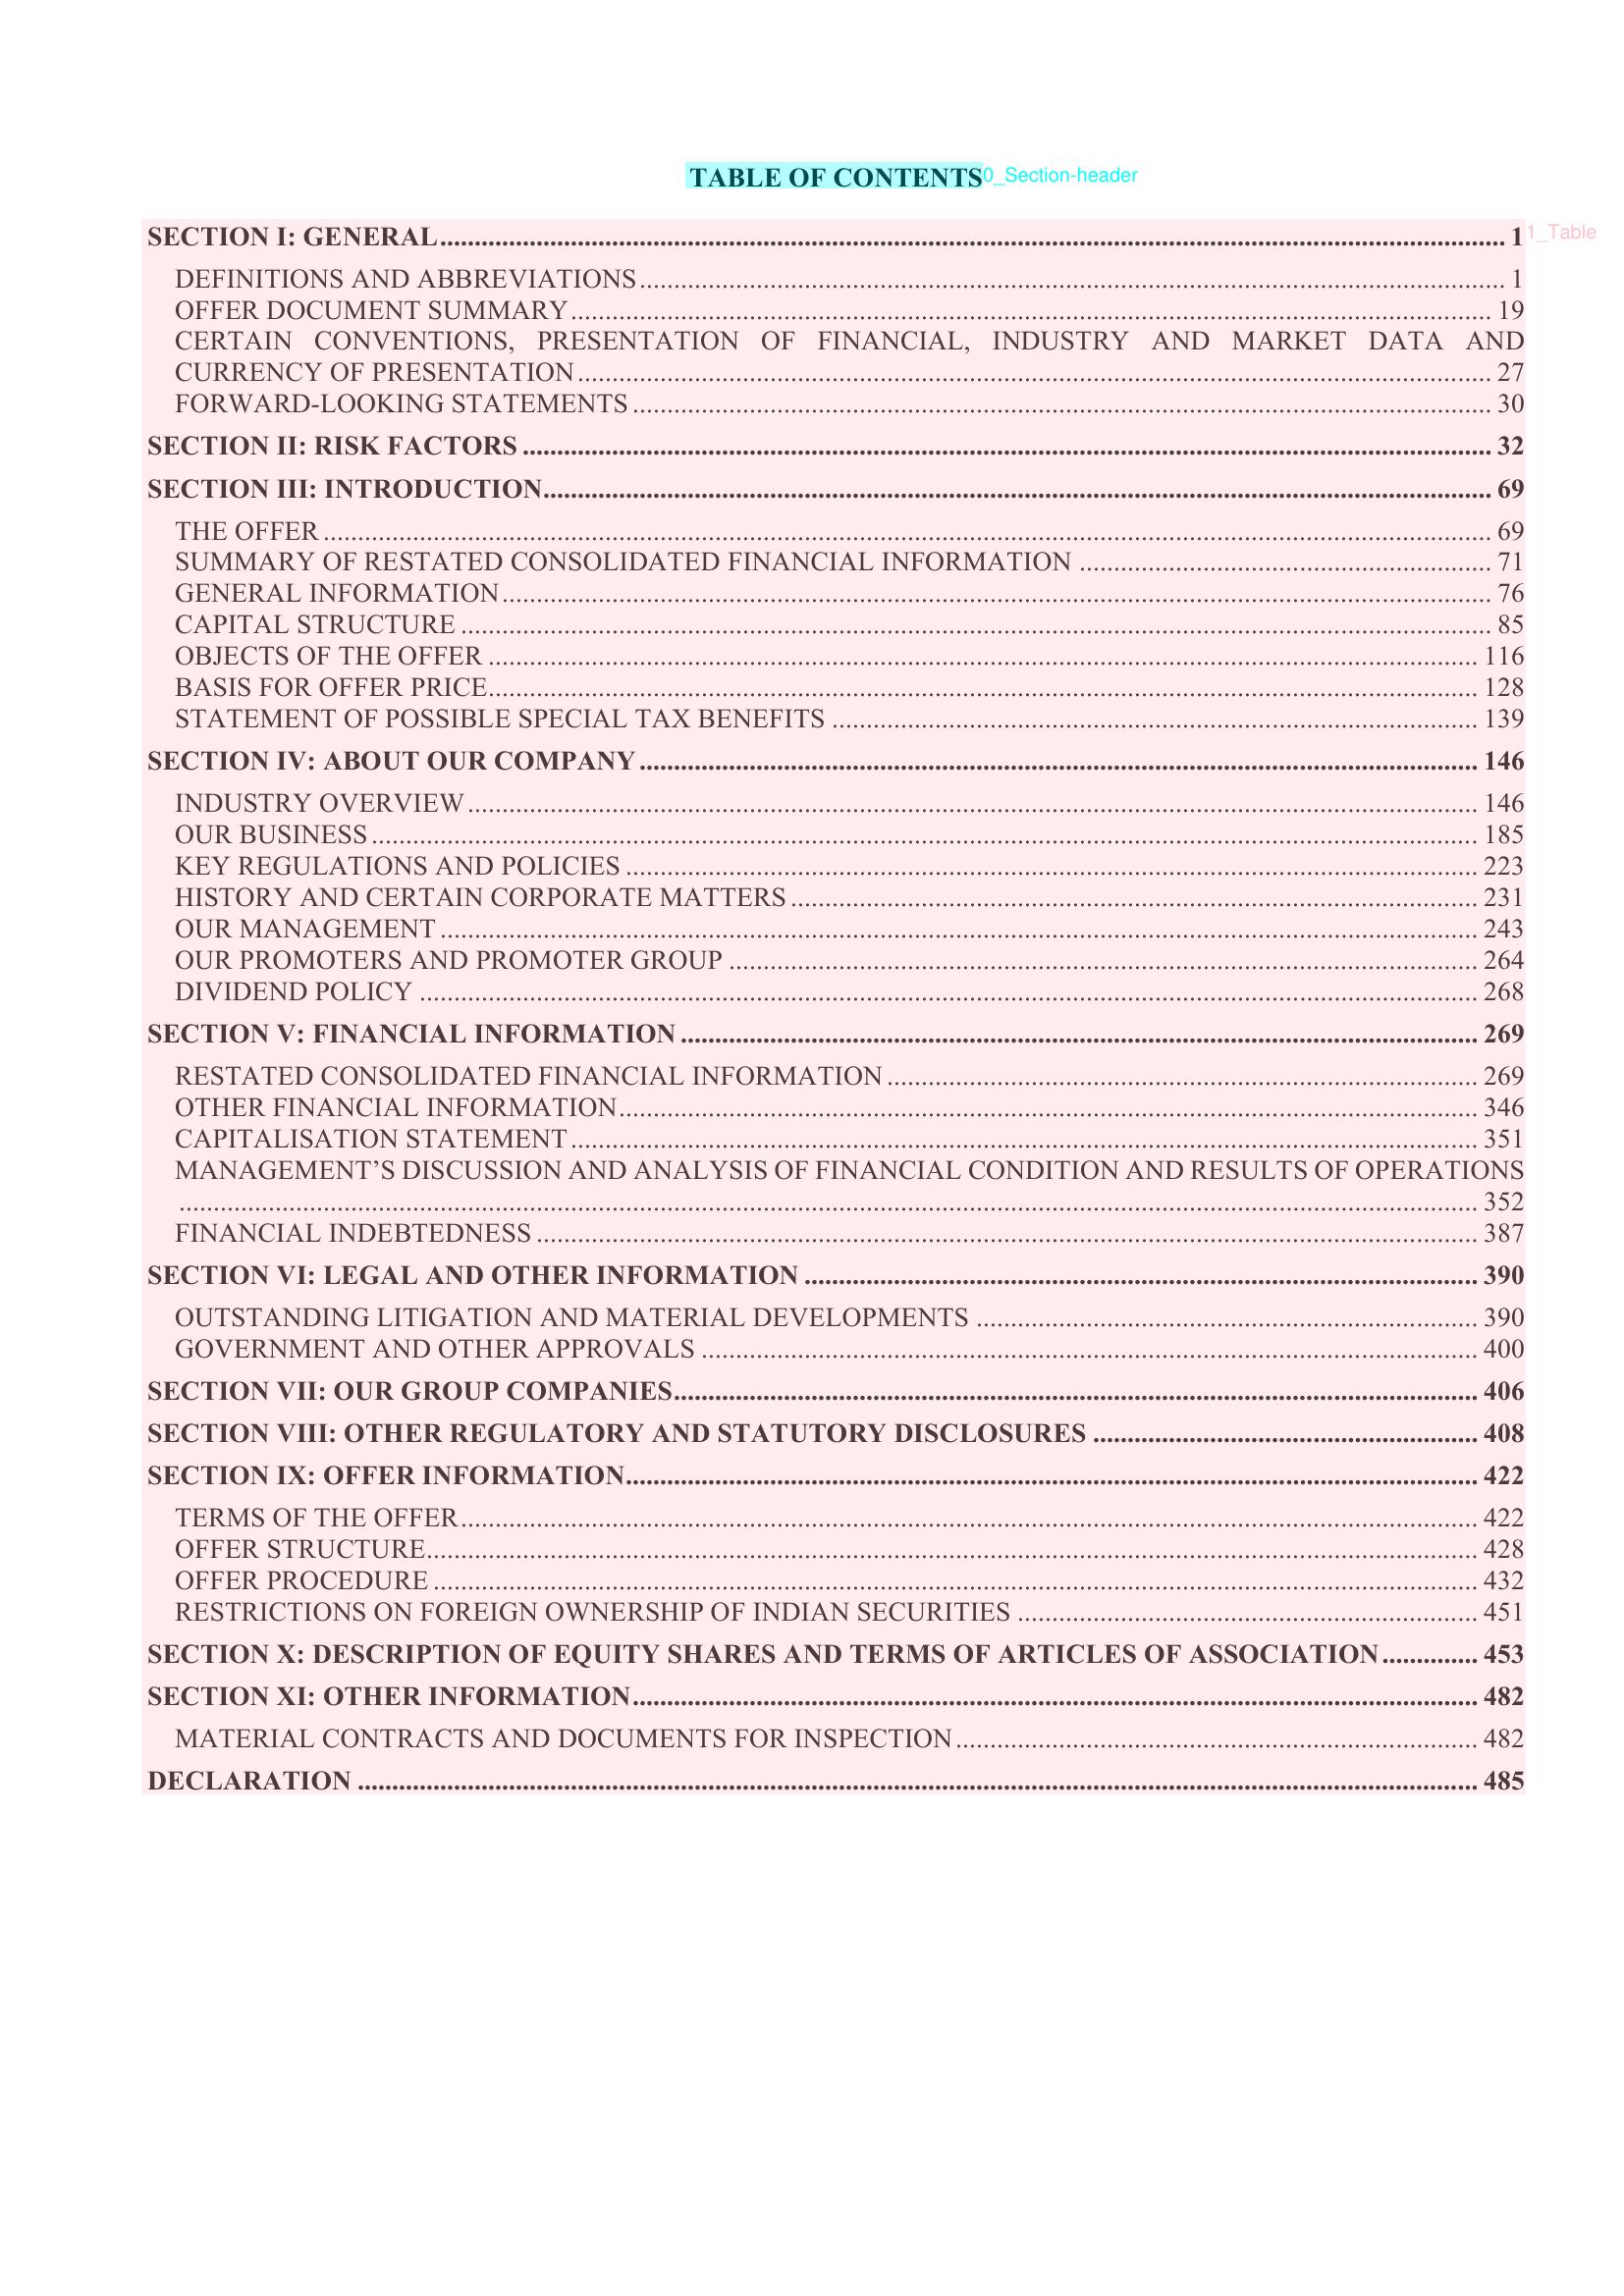 TABLE OF CONTENTS 0_Section-header
SECTION I: GENERAL 1 1_Table
DEFINITIONS AND ABBREVIATIONS 1
OFFER DOCUMENT SUMMARY 19
CERTAIN CONVENTIONS, PRESENTATION OF FINANCIAL, INDUSTRY AND MARKET DATA AND
CURRENCY OF PRESENTATION 27
FORWARD-LOOKING STATEMENTS 30
SECTION II: RISK FACTORS 32
SECTION III: INTRODUCTION 69
THE OFFER 69
SUMMARY OF RESTATED CONSOLIDATED FINANCIAL INFORMATION 71
GENERAL INFORMATION 76
CAPITAL STRUCTURE 85
OBJECTS OF THE OFFER 116
BASIS FOR OFFER PRICE 128
STATEMENT OF POSSIBLE SPECIAL TAX BENEFITS 139
SECTION IV: ABOUT OUR COMPANY 146
INDUSTRY OVERVIEW 146
OUR BUSINESS 185
KEY REGULATIONS AND POLICIES 223
HISTORY AND CERTAIN CORPORATE MATTERS 231
OUR MANAGEMENT 243
OUR PROMOTERS AND PROMOTER GROUP 264
DIVIDEND POLICY 268
SECTION V: FINANCIAL INFORMATION 269
RESTATED CONSOLIDATED FINANCIAL INFORMATION 269
OTHER FINANCIAL INFORMATION 346
CAPITALISATION STATEMENT 351
MANAGEMENT’S DISCUSSION AND ANALYSIS OF FINANCIAL CONDITION AND RESULTS OF OPERATIONS
352
FINANCIAL INDEBTEDNESS 387
SECTION VI: LEGAL AND OTHER INFORMATION 390
OUTSTANDING LITIGATION AND MATERIAL DEVELOPMENTS 390
GOVERNMENT AND OTHER APPROVALS 400
SECTION VII: OUR GROUP COMPANIES 406
SECTION VIII: OTHER REGULATORY AND STATUTORY DISCLOSURES 408
SECTION IX: OFFER INFORMATION 422
TERMS OF THE OFFER 422
OFFER STRUCTURE 428
OFFER PROCEDURE 432
RESTRICTIONS ON FOREIGN OWNERSHIP OF INDIAN SECURITIES 451
SECTION X: DESCRIPTION OF EQUITY SHARES AND TERMS OF ARTICLES OF ASSOCIATION 453
SECTION XI: OTHER INFORMATION 482
MATERIAL CONTRACTS AND DOCUMENTS FOR INSPECTION 482
DECLARATION 485